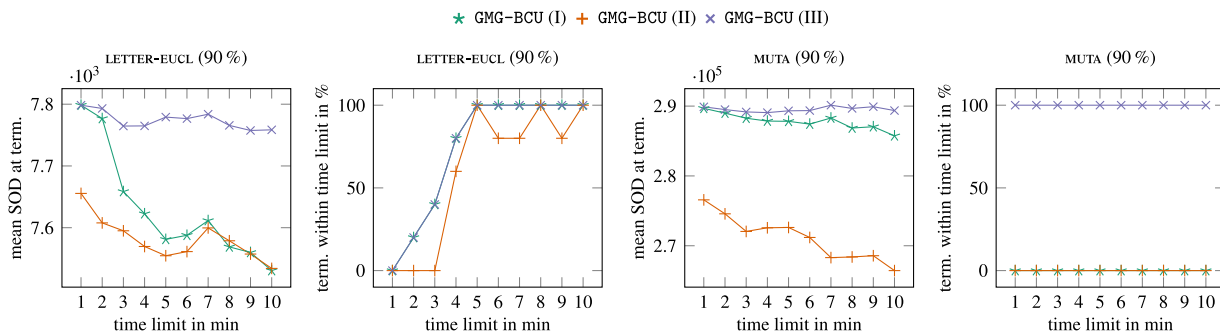 GMG-BCU (I) GMG-BCU (II) GMG-BCU (III)
LETTER-EUCL (90 %)
·10³
mean SOD at term.
7.8
7.7
7.6
1 2 3 4 5 6 7 8 9 10
time limit in min
LETTER-EUCL (90 %)
term. within time limit in %
100
50
0
1 2 3 4 5 6 7 8 9 10
time limit in min
MUTA (90 %)
·10⁵
mean SOD at term.
2.9
2.8
2.7
1 2 3 4 5 6 7 8 9 10
time limit in min
MUTA (90 %)
term. within time limit in %
100
50
0
1 2 3 4 5 6 7 8 9 10
time limit in min